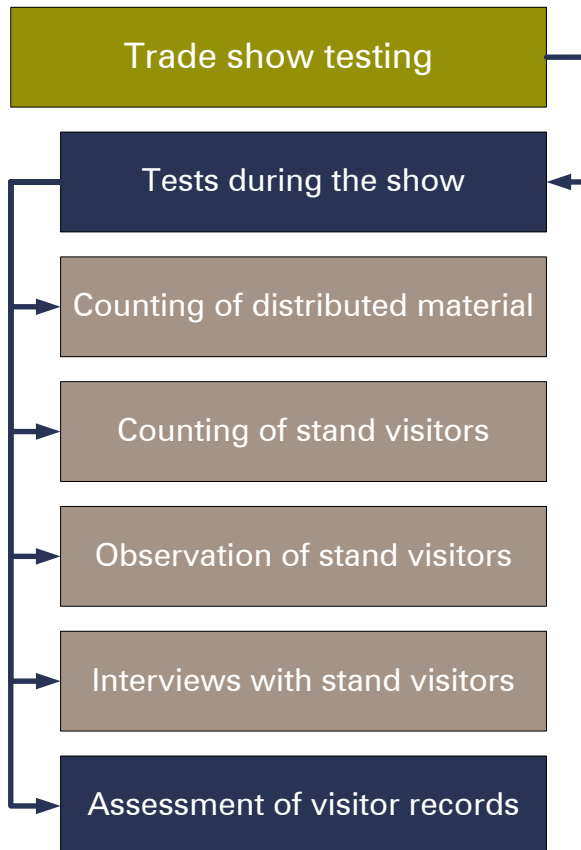 Trade show testing
Tests during the show
Counting of distributed material
Counting of stand visitors
Observation of stand visitors
Interviews with stand visitors
Assessment of visitor records